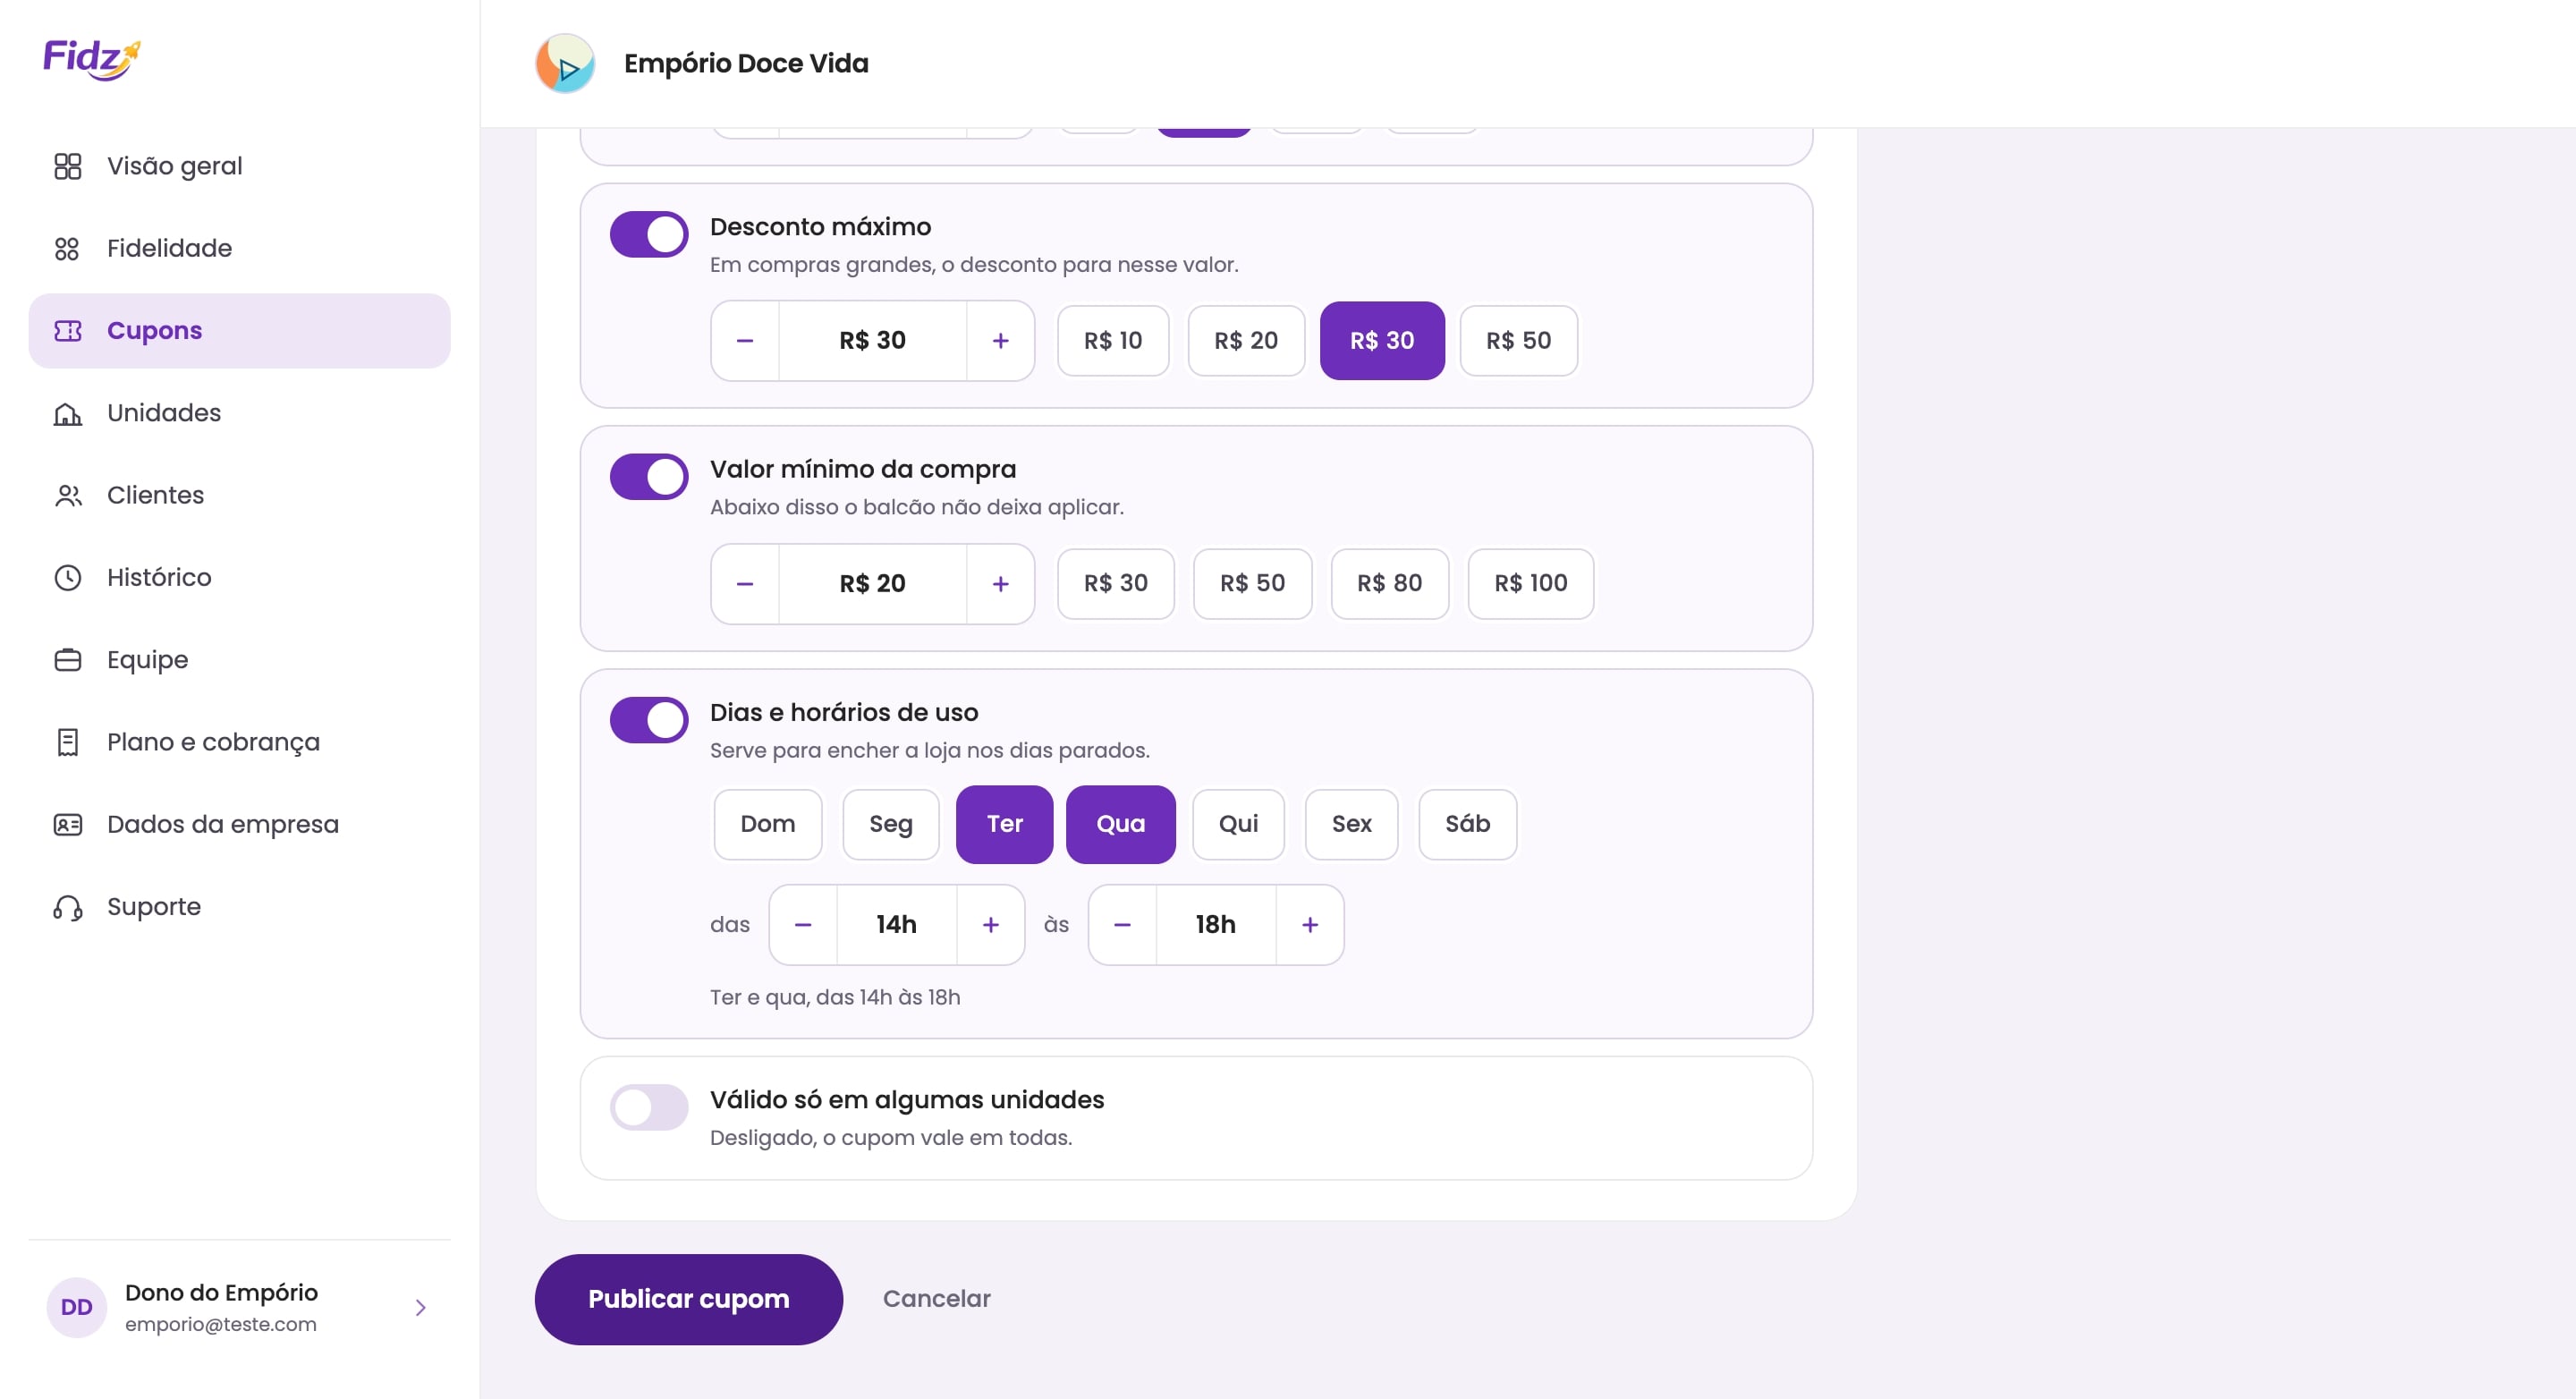 Fidz
Empório Doce Vida
Visão geral
Fidelidade
Cupons
Unidades
Clientes
Histórico
Equipe
Plano e cobrança
Dados da empresa
Suporte
DD
Dono do Empório
emporio@teste.com
Desconto máximo
Em compras grandes, o desconto para nesse valor.
− R$ 30 + R$ 10 R$ 20 R$ 30 R$ 50
Valor mínimo da compra
Abaixo disso o balcão não deixa aplicar.
− R$ 20 + R$ 30 R$ 50 R$ 80 R$ 100
Dias e horários de uso
Serve para encher a loja nos dias parados.
Dom Seg Ter Qua Qui Sex Sáb
das − 14h + às − 18h +
Ter e qua, das 14h às 18h
Válido só em algumas unidades
Desligado, o cupom vale em todas.
Publicar cupom Cancelar